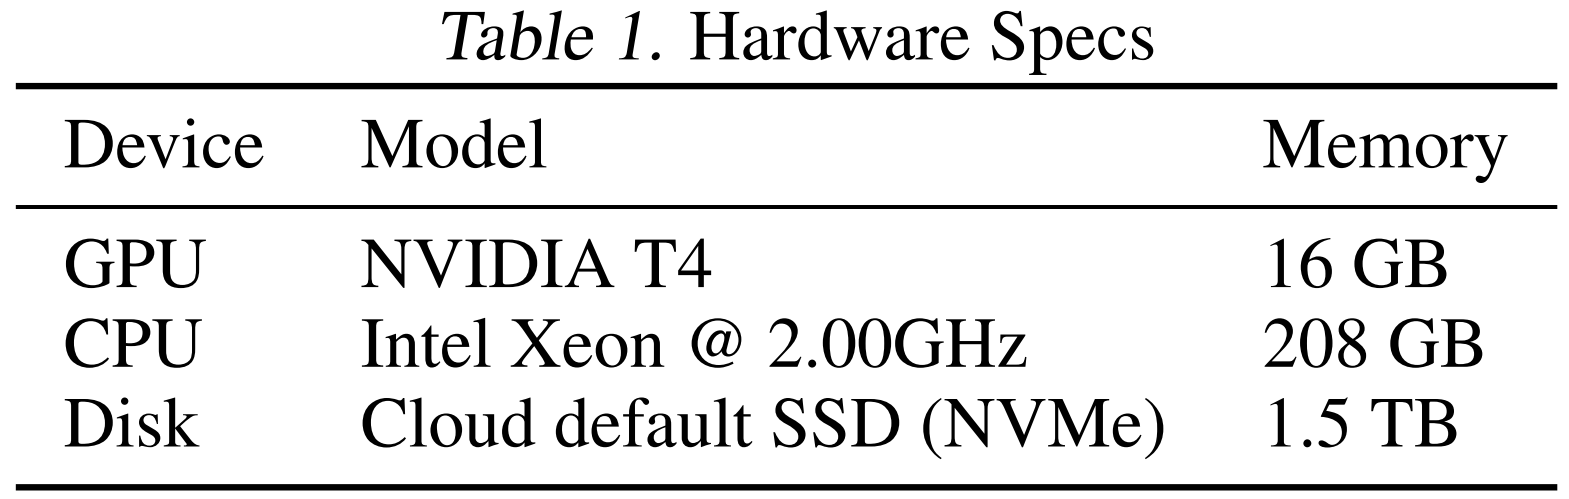 Table 1. Hardware Specs
Device Model Memory
GPU NVIDIA T4 16 GB
CPU Intel Xeon @ 2.00GHz 208 GB
Disk Cloud default SSD (NVMe) 1.5 TB